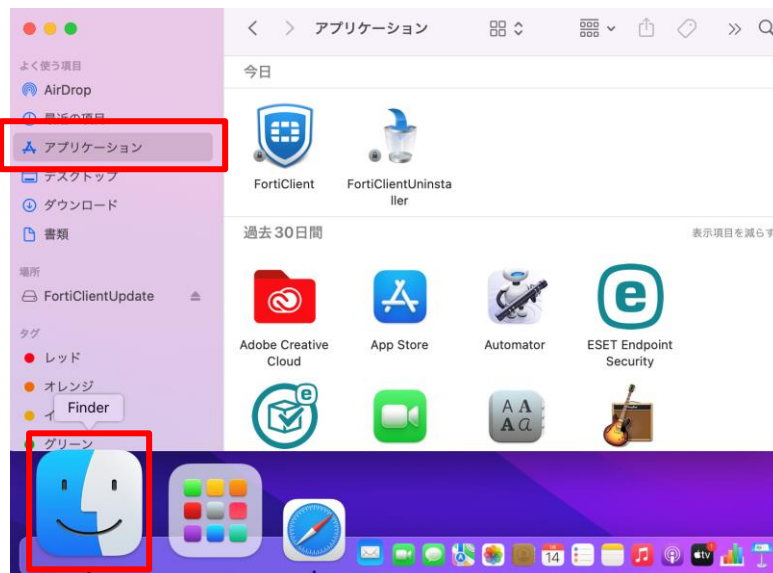 アプリケーション
よく使う項目
AirDrop
最近の項目
アプリケーション
デスクトップ
ダウンロード
書類
場所
FortiClientUpdate
タグ
レッド
オレンジ
イ
グリーン
Finder
今日
FortiClient
FortiClientUninsta
ller
過去30日間
表示項目を減らす
Adobe Creative
Cloud
App Store
Automator
ESET Endpoint
Security
14
tv